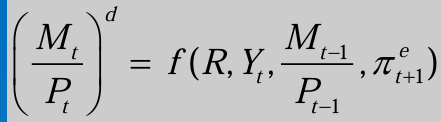 (M_t / P_t)^d = f(R, Y_t, M_{t-1} / P_{t-1}, π^e_{t+1})